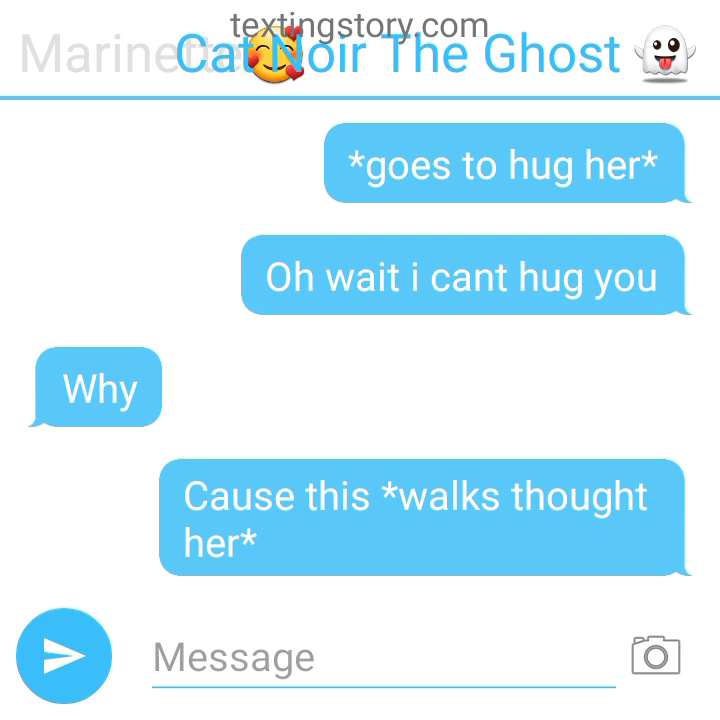 textingstory.com
Marinette 🥰 Cat Noir The Ghost 👻
*goes to hug her*
Oh wait i cant hug you
Why
Cause this *walks thought
her*
Message